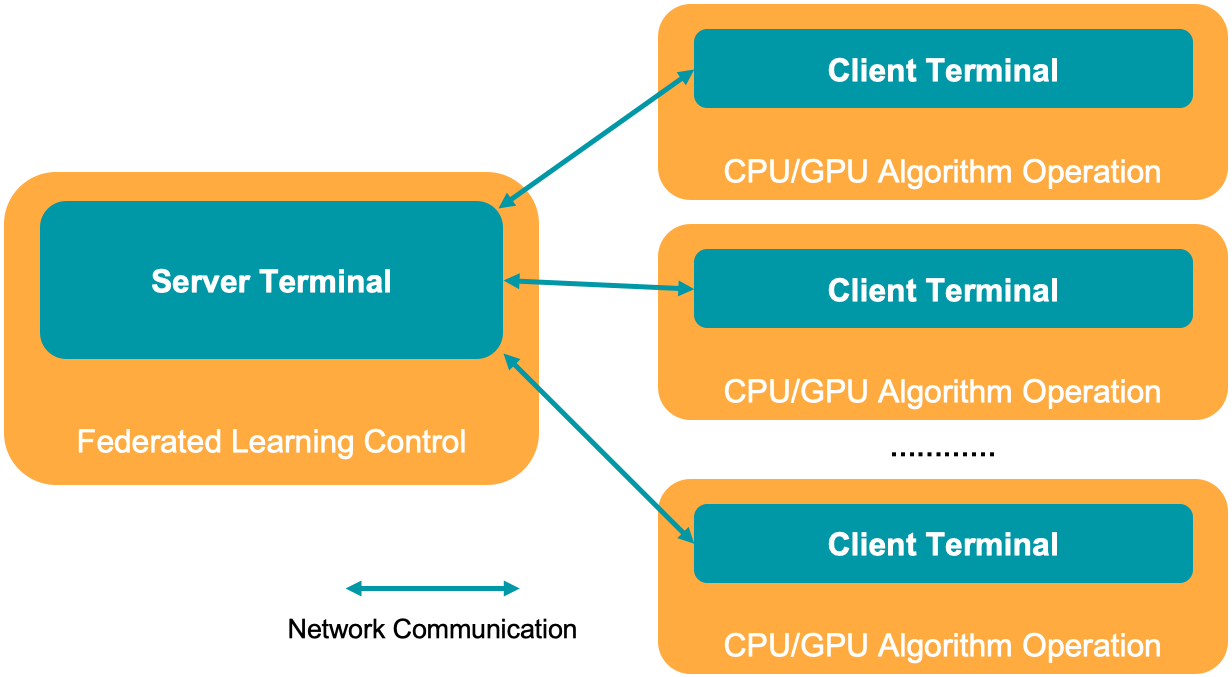 Client Terminal
CPU/GPU Algorithm Operation
Server Terminal
Federated Learning Control
Client Terminal
CPU/GPU Algorithm Operation
............
Client Terminal
CPU/GPU Algorithm Operation
Network Communication